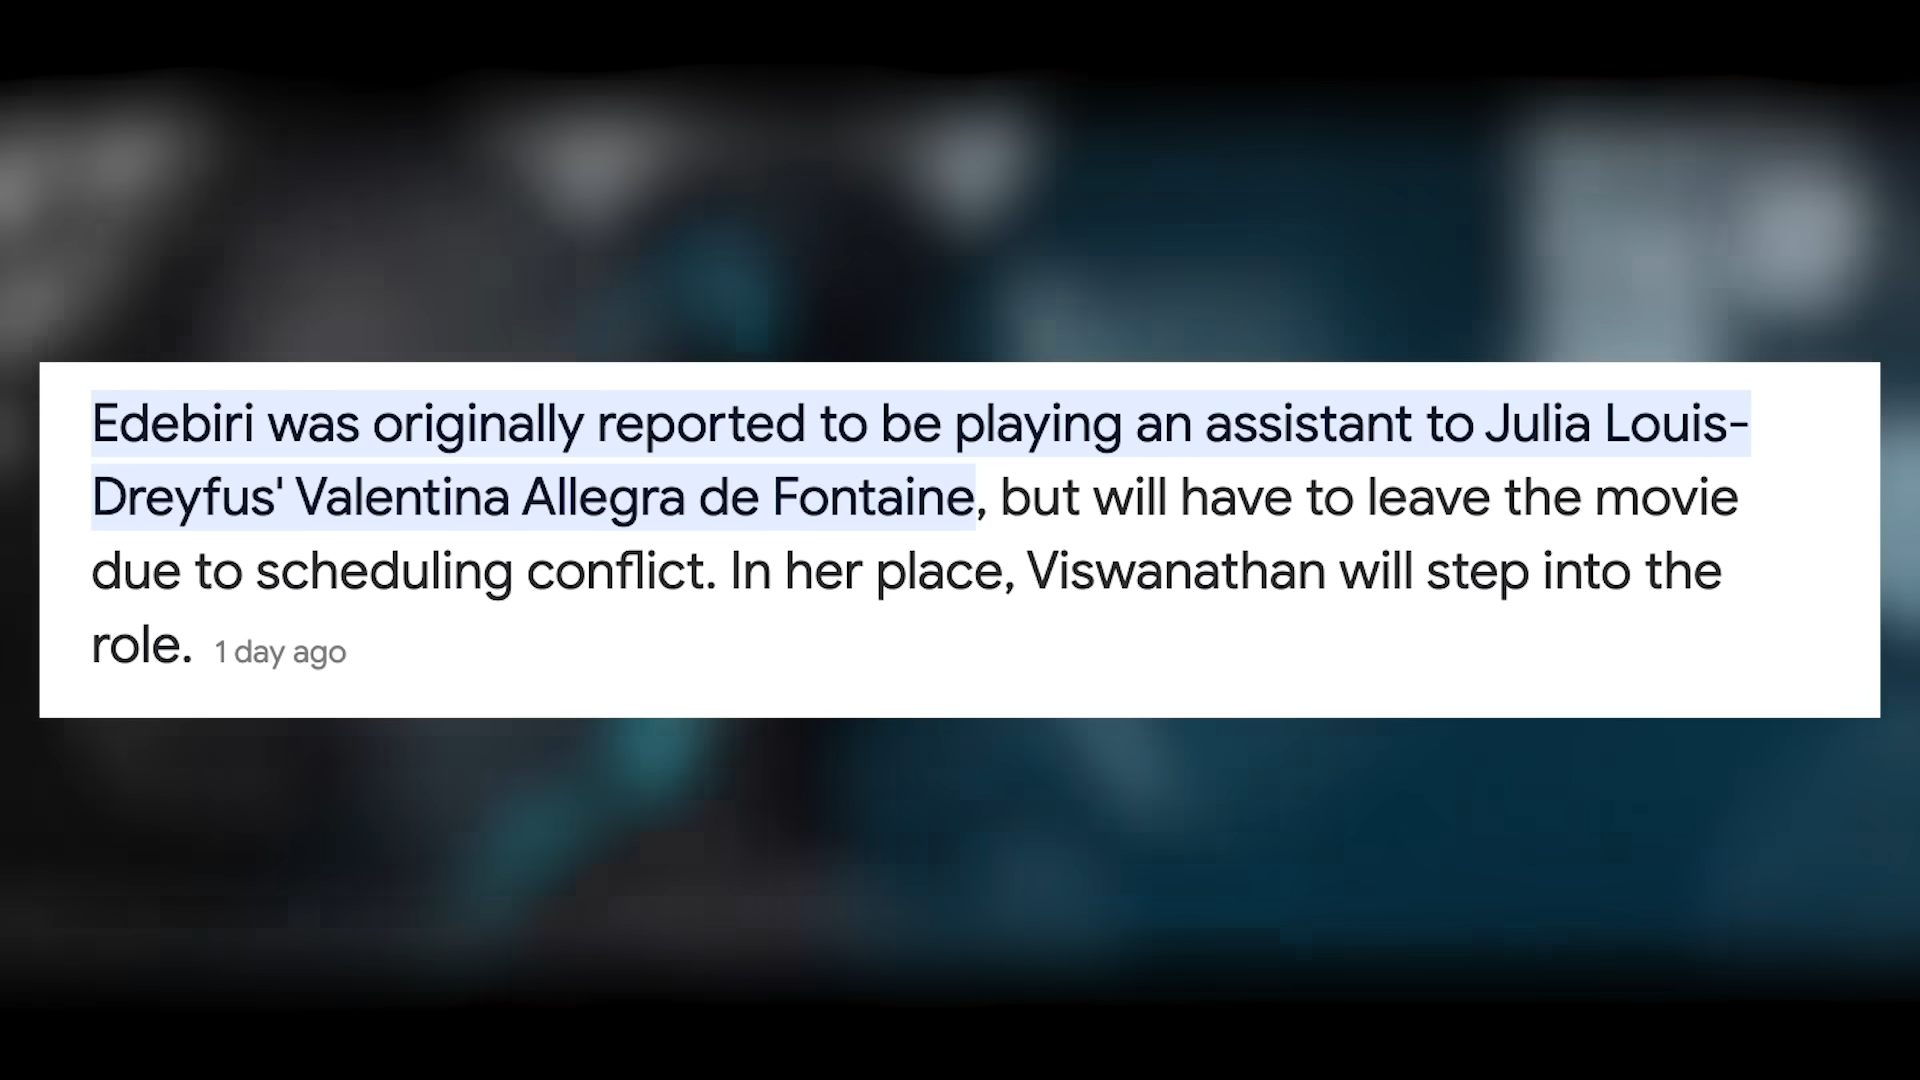 Edebiri was originally reported to be playing an assistant to Julia Louis-
Dreyfus' Valentina Allegra de Fontaine, but will have to leave the movie
due to scheduling conflict. In her place, Viswanathan will step into the
role. 1 day ago